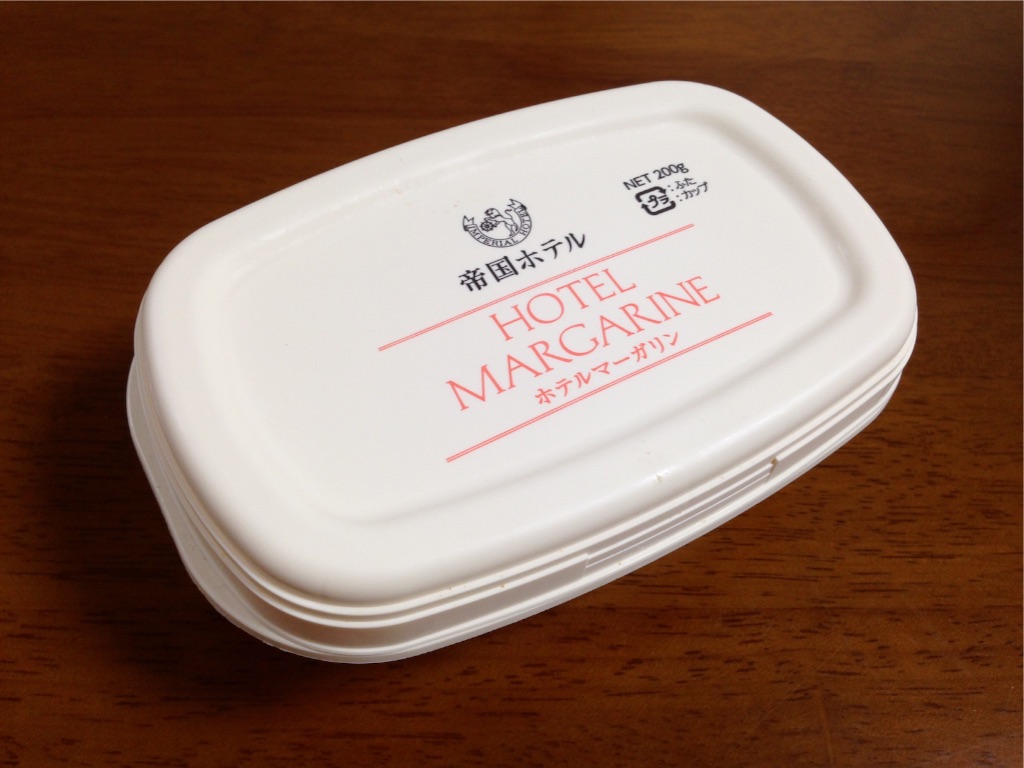 NET 200g
プラ : ふた
: カップ
IMPERIAL HOTEL
帝国ホテル
HOTEL
MARGARINE
ホテルマーガリン